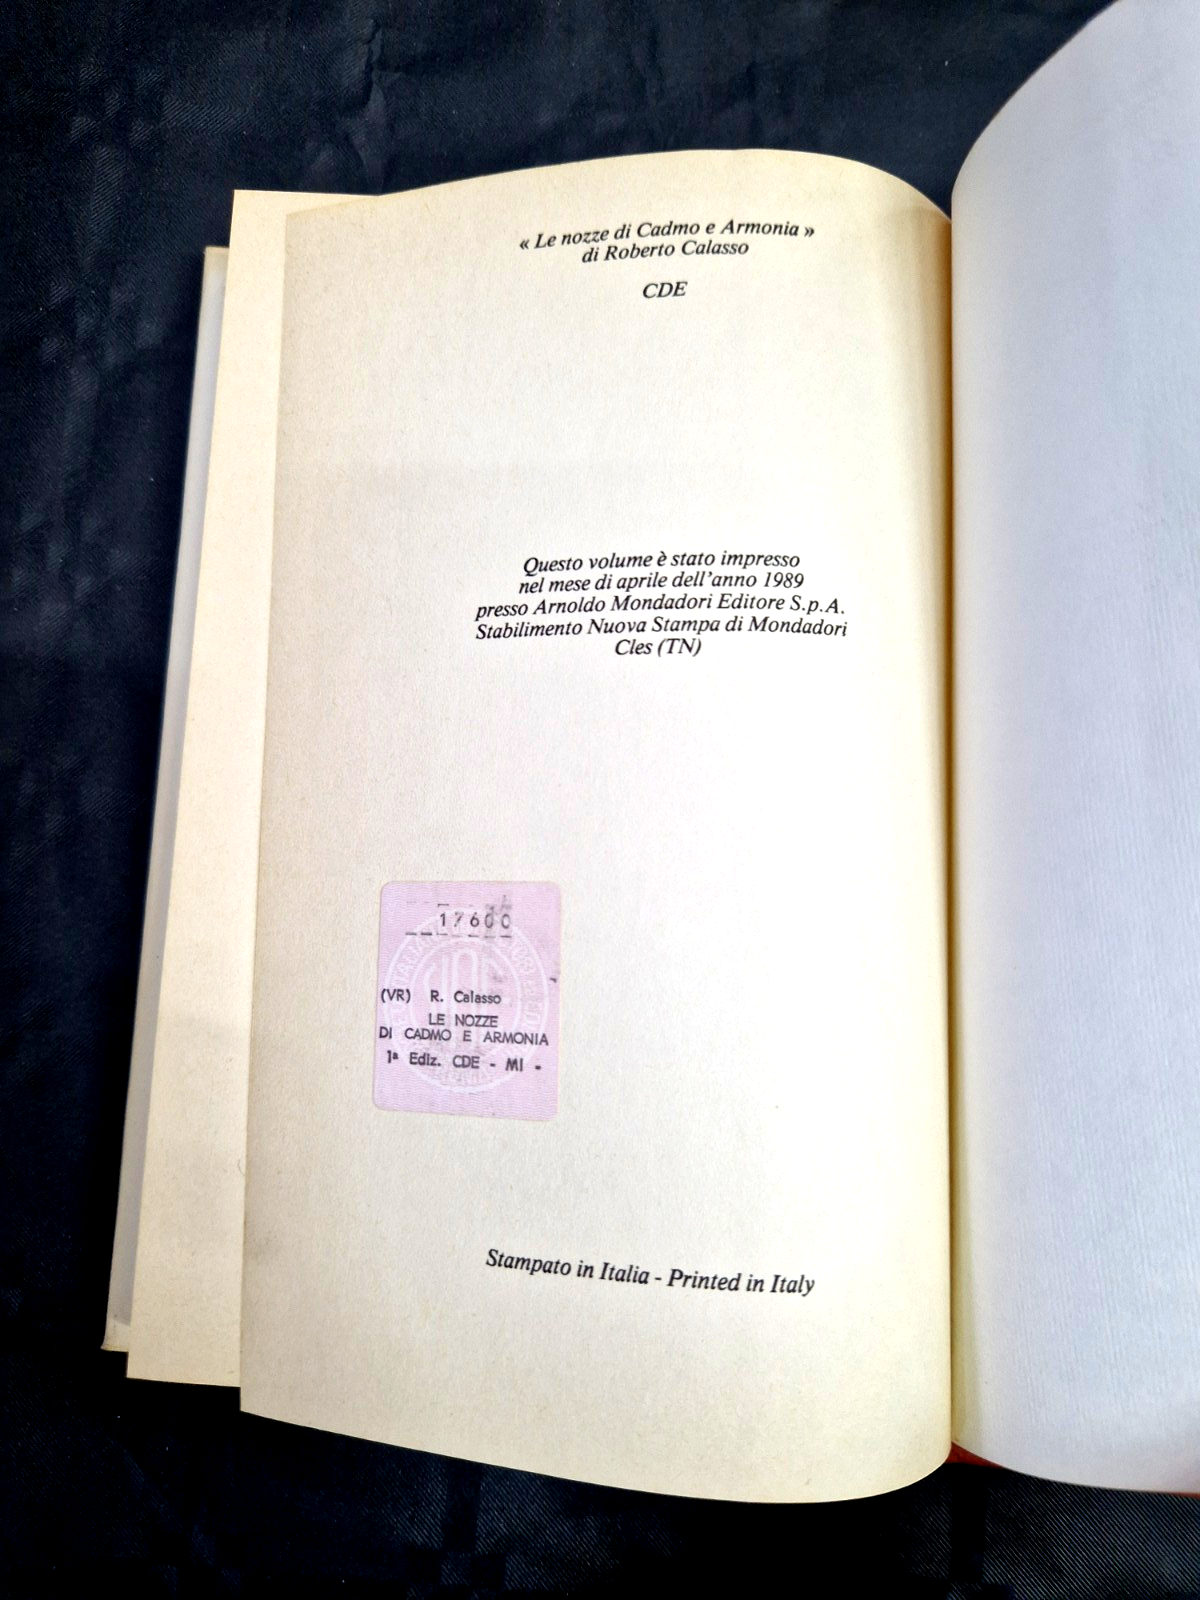 « Le nozze di Cadmo e Armonia »
di Roberto Calasso
CDE
Questo volume è stato impresso
nel mese di aprile dell'anno 1989
presso Arnoldo Mondadori Editore S.p.A.
Stabilimento Nuova Stampa di Mondadori
Cles (TN)
17600
(VR) R. Calasso
LE NOZZE
DI CADMO E ARMONIA
1ª Ediz. CDE - MI -
Stampato in Italia - Printed in Italy